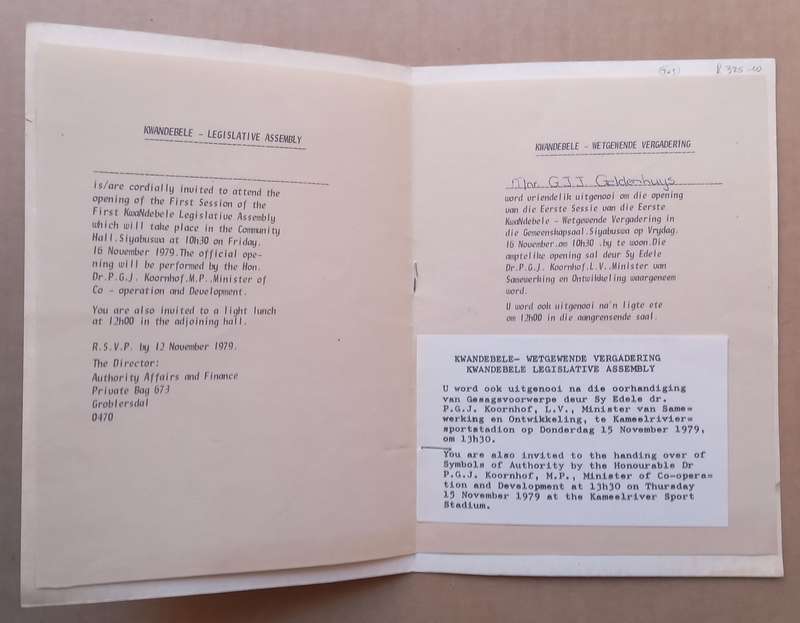 KWANDEBELE - LEGISLATIVE ASSEMBLY
is/are cordially invited to attend the
opening of the First Session of the
First KwaNdebele Legislative Assembly
which will take place in the Community
Hall.Siyabuswa at 10h30 on Friday.
16 November 1979.The official ope-
ning will be performed by the Hon.
Dr.P.G.J. Koornhof.M.P..Minister of
Co - operation and Development.
You are also invited to a light lunch
at 12h00 in the adjoining hall.
R.S.V.P. by 12 November 1979.
The Director:
Authority Affairs and Finance
Private Bag 673
Groblersdal
0470
R 325-00
KWANDEBELE - WETGEWENDE VERGADERING
Mnr. G.J.J. Geldenhuys
word vriendelik uitgenooi om die opening
van die Eerste Sessie van die Eerste
KwaNdebele - Wetgewende Vergadering in
die Gemeenskapsaal.Siyabuswa op Vrydag.
16 November.om 10h30 .by te woon.Die
amptelike opening sal deur Sy Edele
Dr.P.G.J. Koornhof.L.V..Minister van
Samewerking en Ontwikkeling waargeneem
word.
U word ook uitgenooi na'n ligte ete
om 12h00 in die aangrensende saal.
KWANDEBELE- WETGEWENDE VERGADERING
KWANDEBELE LEGISLATIVE ASSEMBLY
U word ook uitgenooi na die oorhandiging
van Gesagsvoorwerpe deur Sy Edele dr.
P.G.J. Koornhof, L.V., Minister van Same=
werking en Ontwikkeling, te Kameelrivier=
sportstadion op Donderdag 15 November 1979,
om 13h30.
You are also invited to the handing over of
Symbols of Authority by the Honourable Dr
P.G.J. Koornhof, M.P., Minister of Co-opera=
tion and Development at 13h30 on Thursday
15 November 1979 at the Kameelriver Sport
Stadium.